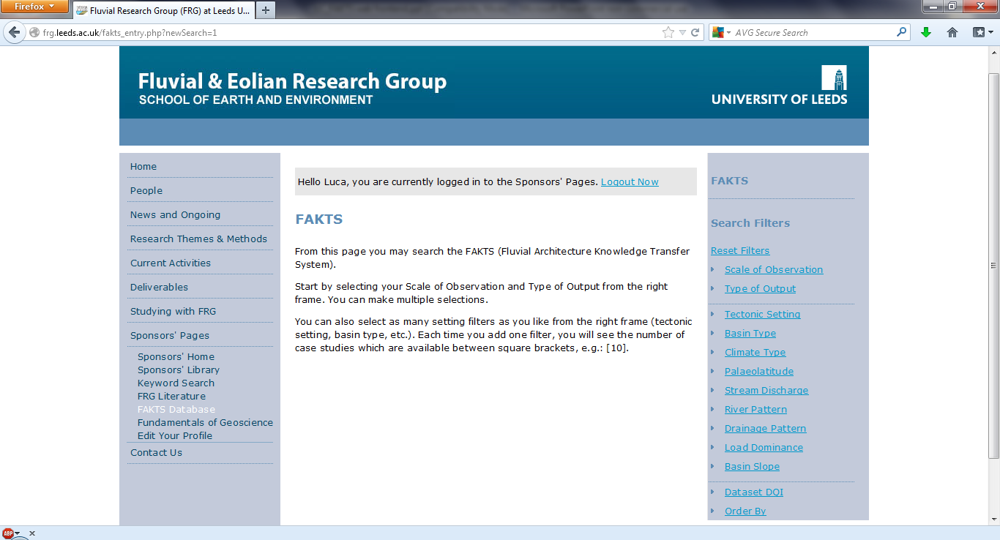 Firefox
Fluvial Research Group (FRG) at Leeds U...
frg.leeds.ac.uk/fakts_entry.php?newSearch=1
AVG Secure Search
Fluvial & Eolian Research Group
SCHOOL OF EARTH AND ENVIRONMENT
UNIVERSITY OF LEEDS
Home
People
News and Ongoing
Research Themes & Methods
Current Activities
Deliverables
Studying with FRG
Sponsors' Pages
Sponsors' Home
Sponsors' Library
Keyword Search
FRG Literature
FAKTS Database
Fundamentals of Geoscience
Edit Your Profile
Contact Us
Hello Luca, you are currently logged in to the Sponsors' Pages. Logout Now
FAKTS
From this page you may search the FAKTS (Fluvial Architecture Knowledge Transfer
System).
Start by selecting your Scale of Observation and Type of Output from the right
frame. You can make multiple selections.
You can also select as many setting filters as you like from the right frame (tectonic
setting, basin type, etc.). Each time you add one filter, you will see the number of
case studies which are available between square brackets, e.g.: [10].
FAKTS
Search Filters
Reset Filters
Scale of Observation
Type of Output
Tectonic Setting
Basin Type
Climate Type
Palaeolatitude
Stream Discharge
River Pattern
Drainage Pattern
Load Dominance
Basin Slope
Dataset DQI
Order By
ABP